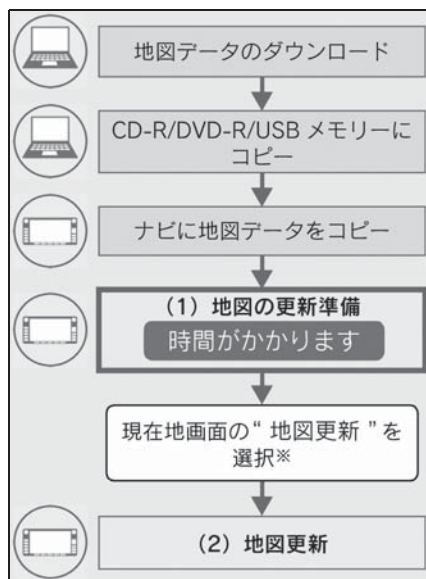 地図データのダウンロード
CD-R/DVD-R/USB メモリーに
コピー
ナビに地図データをコピー
(1) 地図の更新準備
時間がかかります
現在地画面の“ 地図更新 ”を
選択※
(2) 地図更新